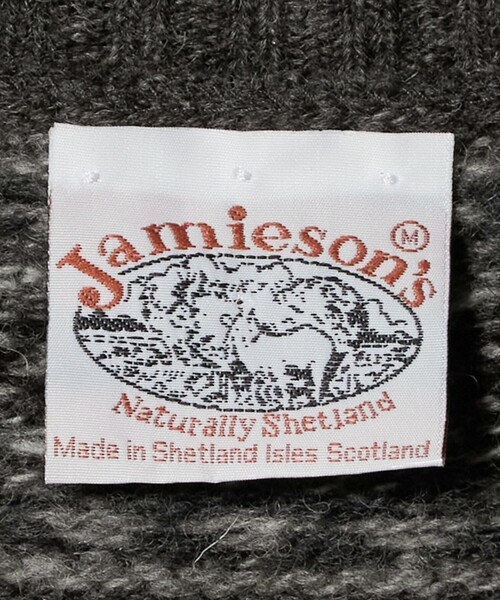 Jamieson's
M
Naturally Shetland
Made in Shetland Isles Scotland